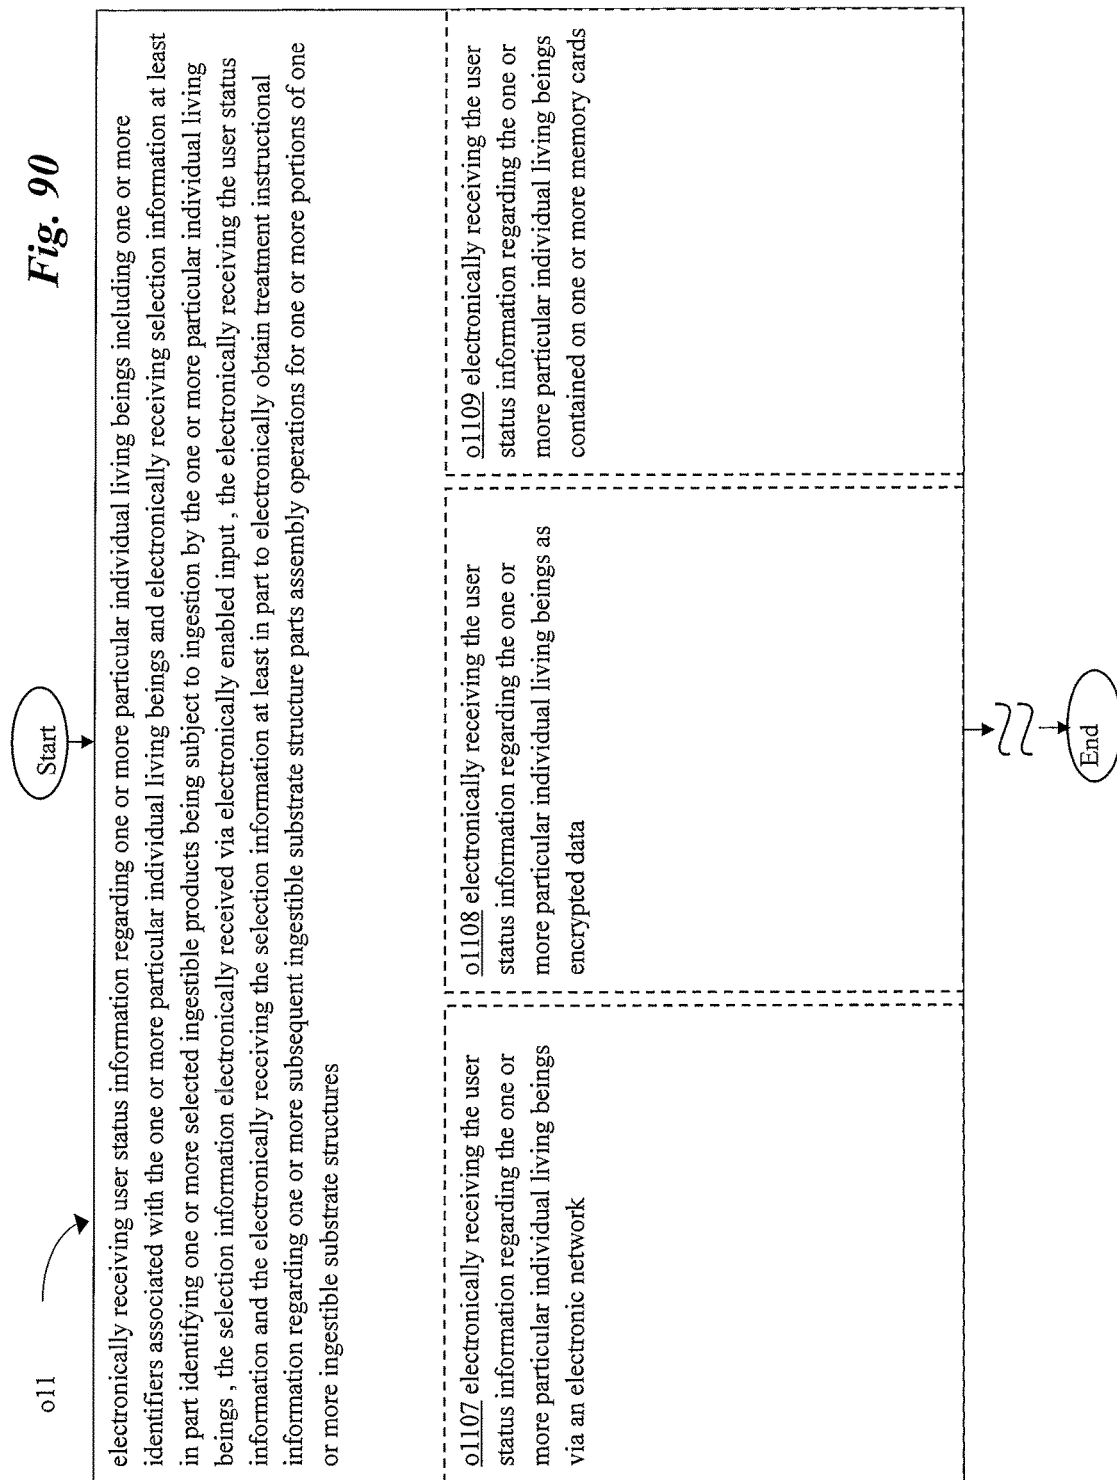 Fig. 90
o11
Start
electronically receiving user status information regarding one or more particular individual living beings including one or more
identifiers associated with the one or more particular individual living beings and electronically receiving selection information at least
in part identifying one or more selected ingestible products being subject to ingestion by the one or more particular individual living
beings , the selection information electronically received via electronically enabled input , the electronically receiving the user status
information and the electronically receiving the selection information at least in part to electronically obtain treatment instructional
information regarding one or more subsequent ingestible substrate structure parts assembly operations for one or more portions of one
or more ingestible substrate structures
o1107 electronically receiving the user
status information regarding the one or
more particular individual living beings
via an electronic network
o1108 electronically receiving the user
status information regarding the one or
more particular individual living beings as
encrypted data
o1109 electronically receiving the user
status information regarding the one or
more particular individual living beings
contained on one or more memory cards
End